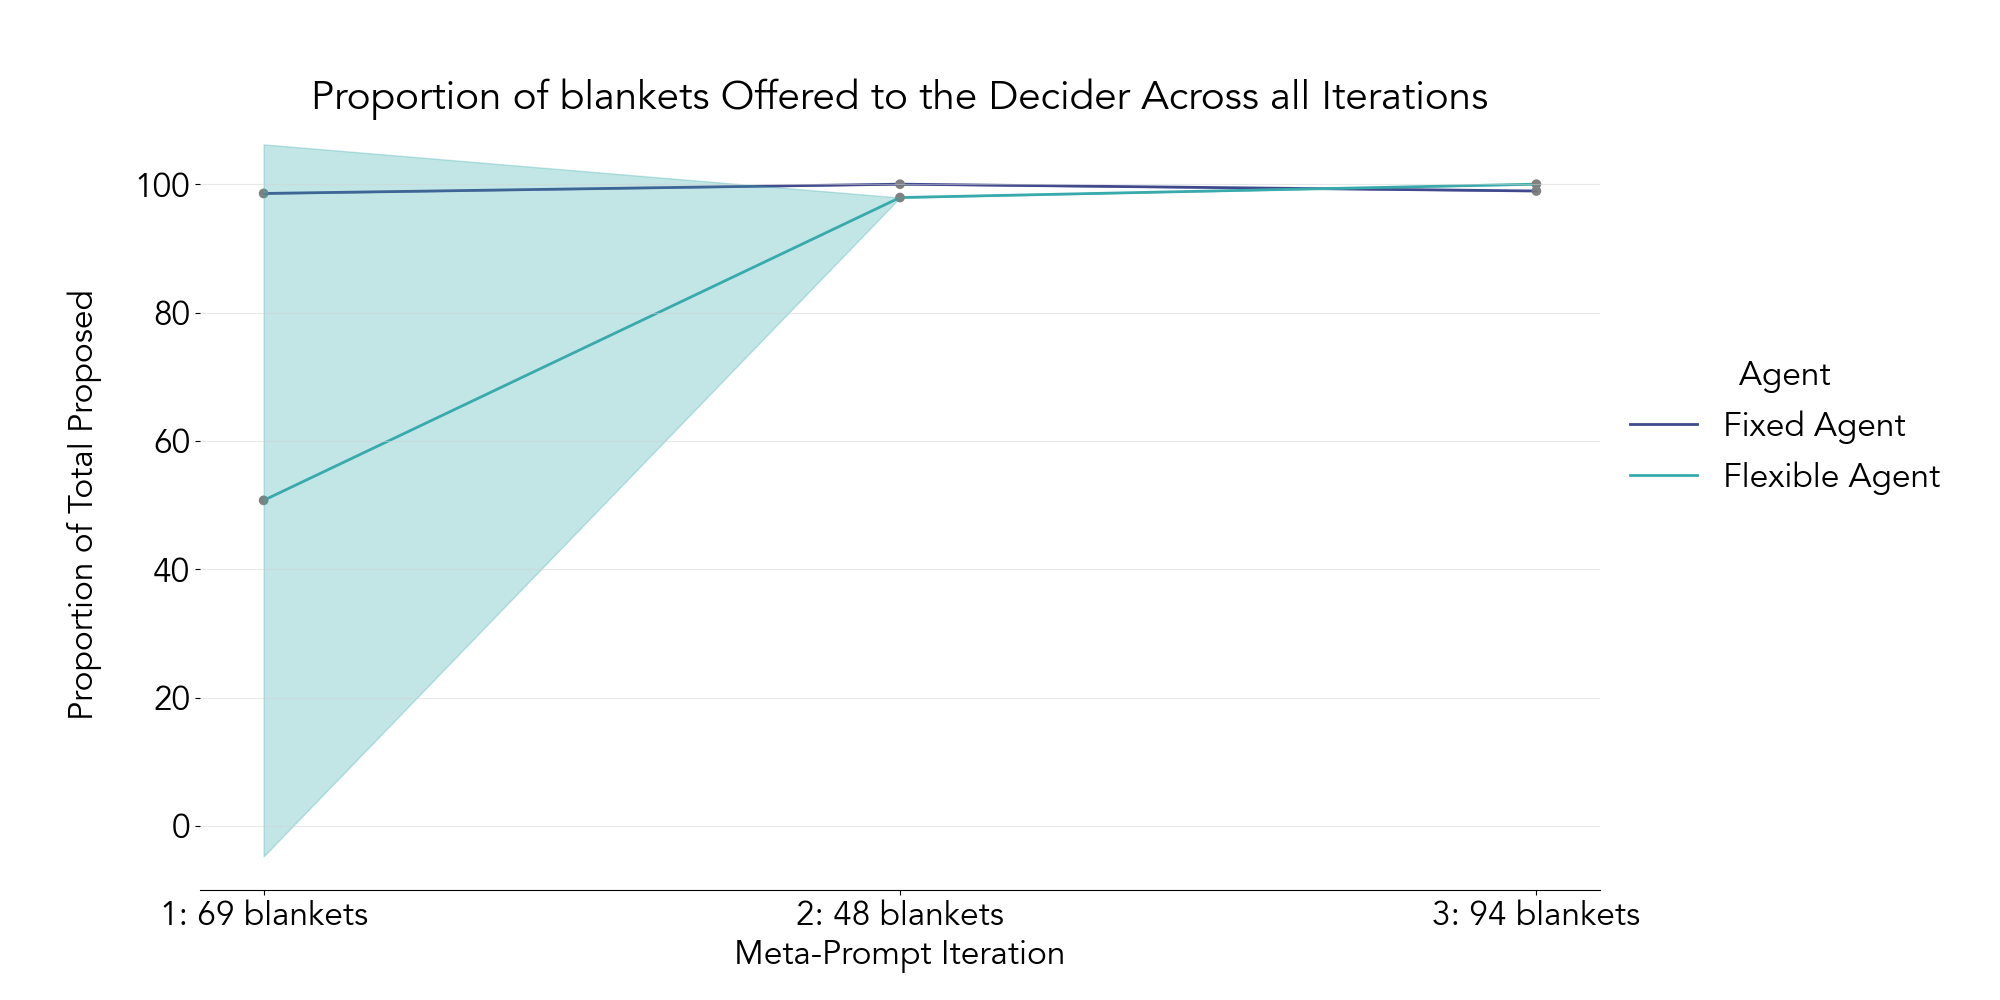 Proportion of blankets Offered to the Decider Across all Iterations
Proportion of Total Proposed
100
80
60
40
20
0
1: 69 blankets
2: 48 blankets
3: 94 blankets
Meta-Prompt Iteration
Agent
Fixed Agent
Flexible Agent